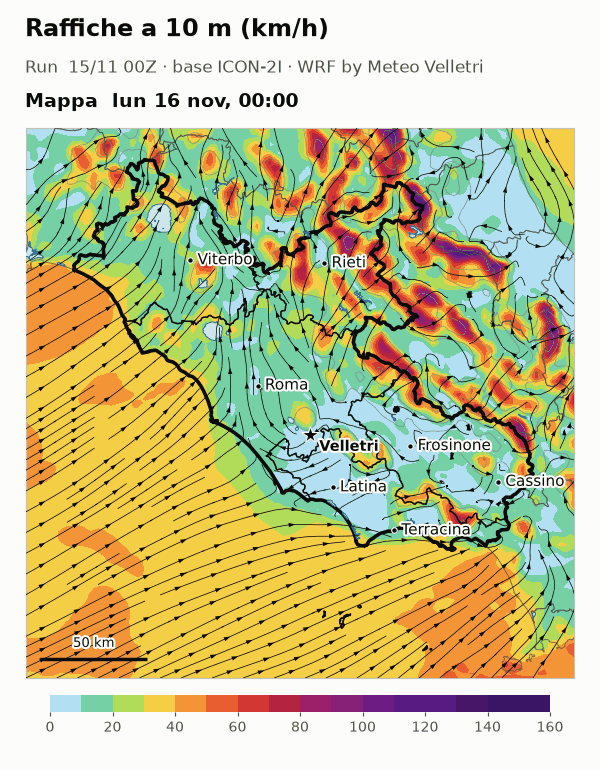 Raffiche a 10 m (km/h)
Run  15/11 00Z · base ICON-2I · WRF by Meteo Velletri
Mappa  lun 16 nov, 00:00
Viterbo
Rieti
Roma
Velletri
Frosinone
Latina
Cassino
Terracina
50 km
0 20 40 60 80 100 120 140 160